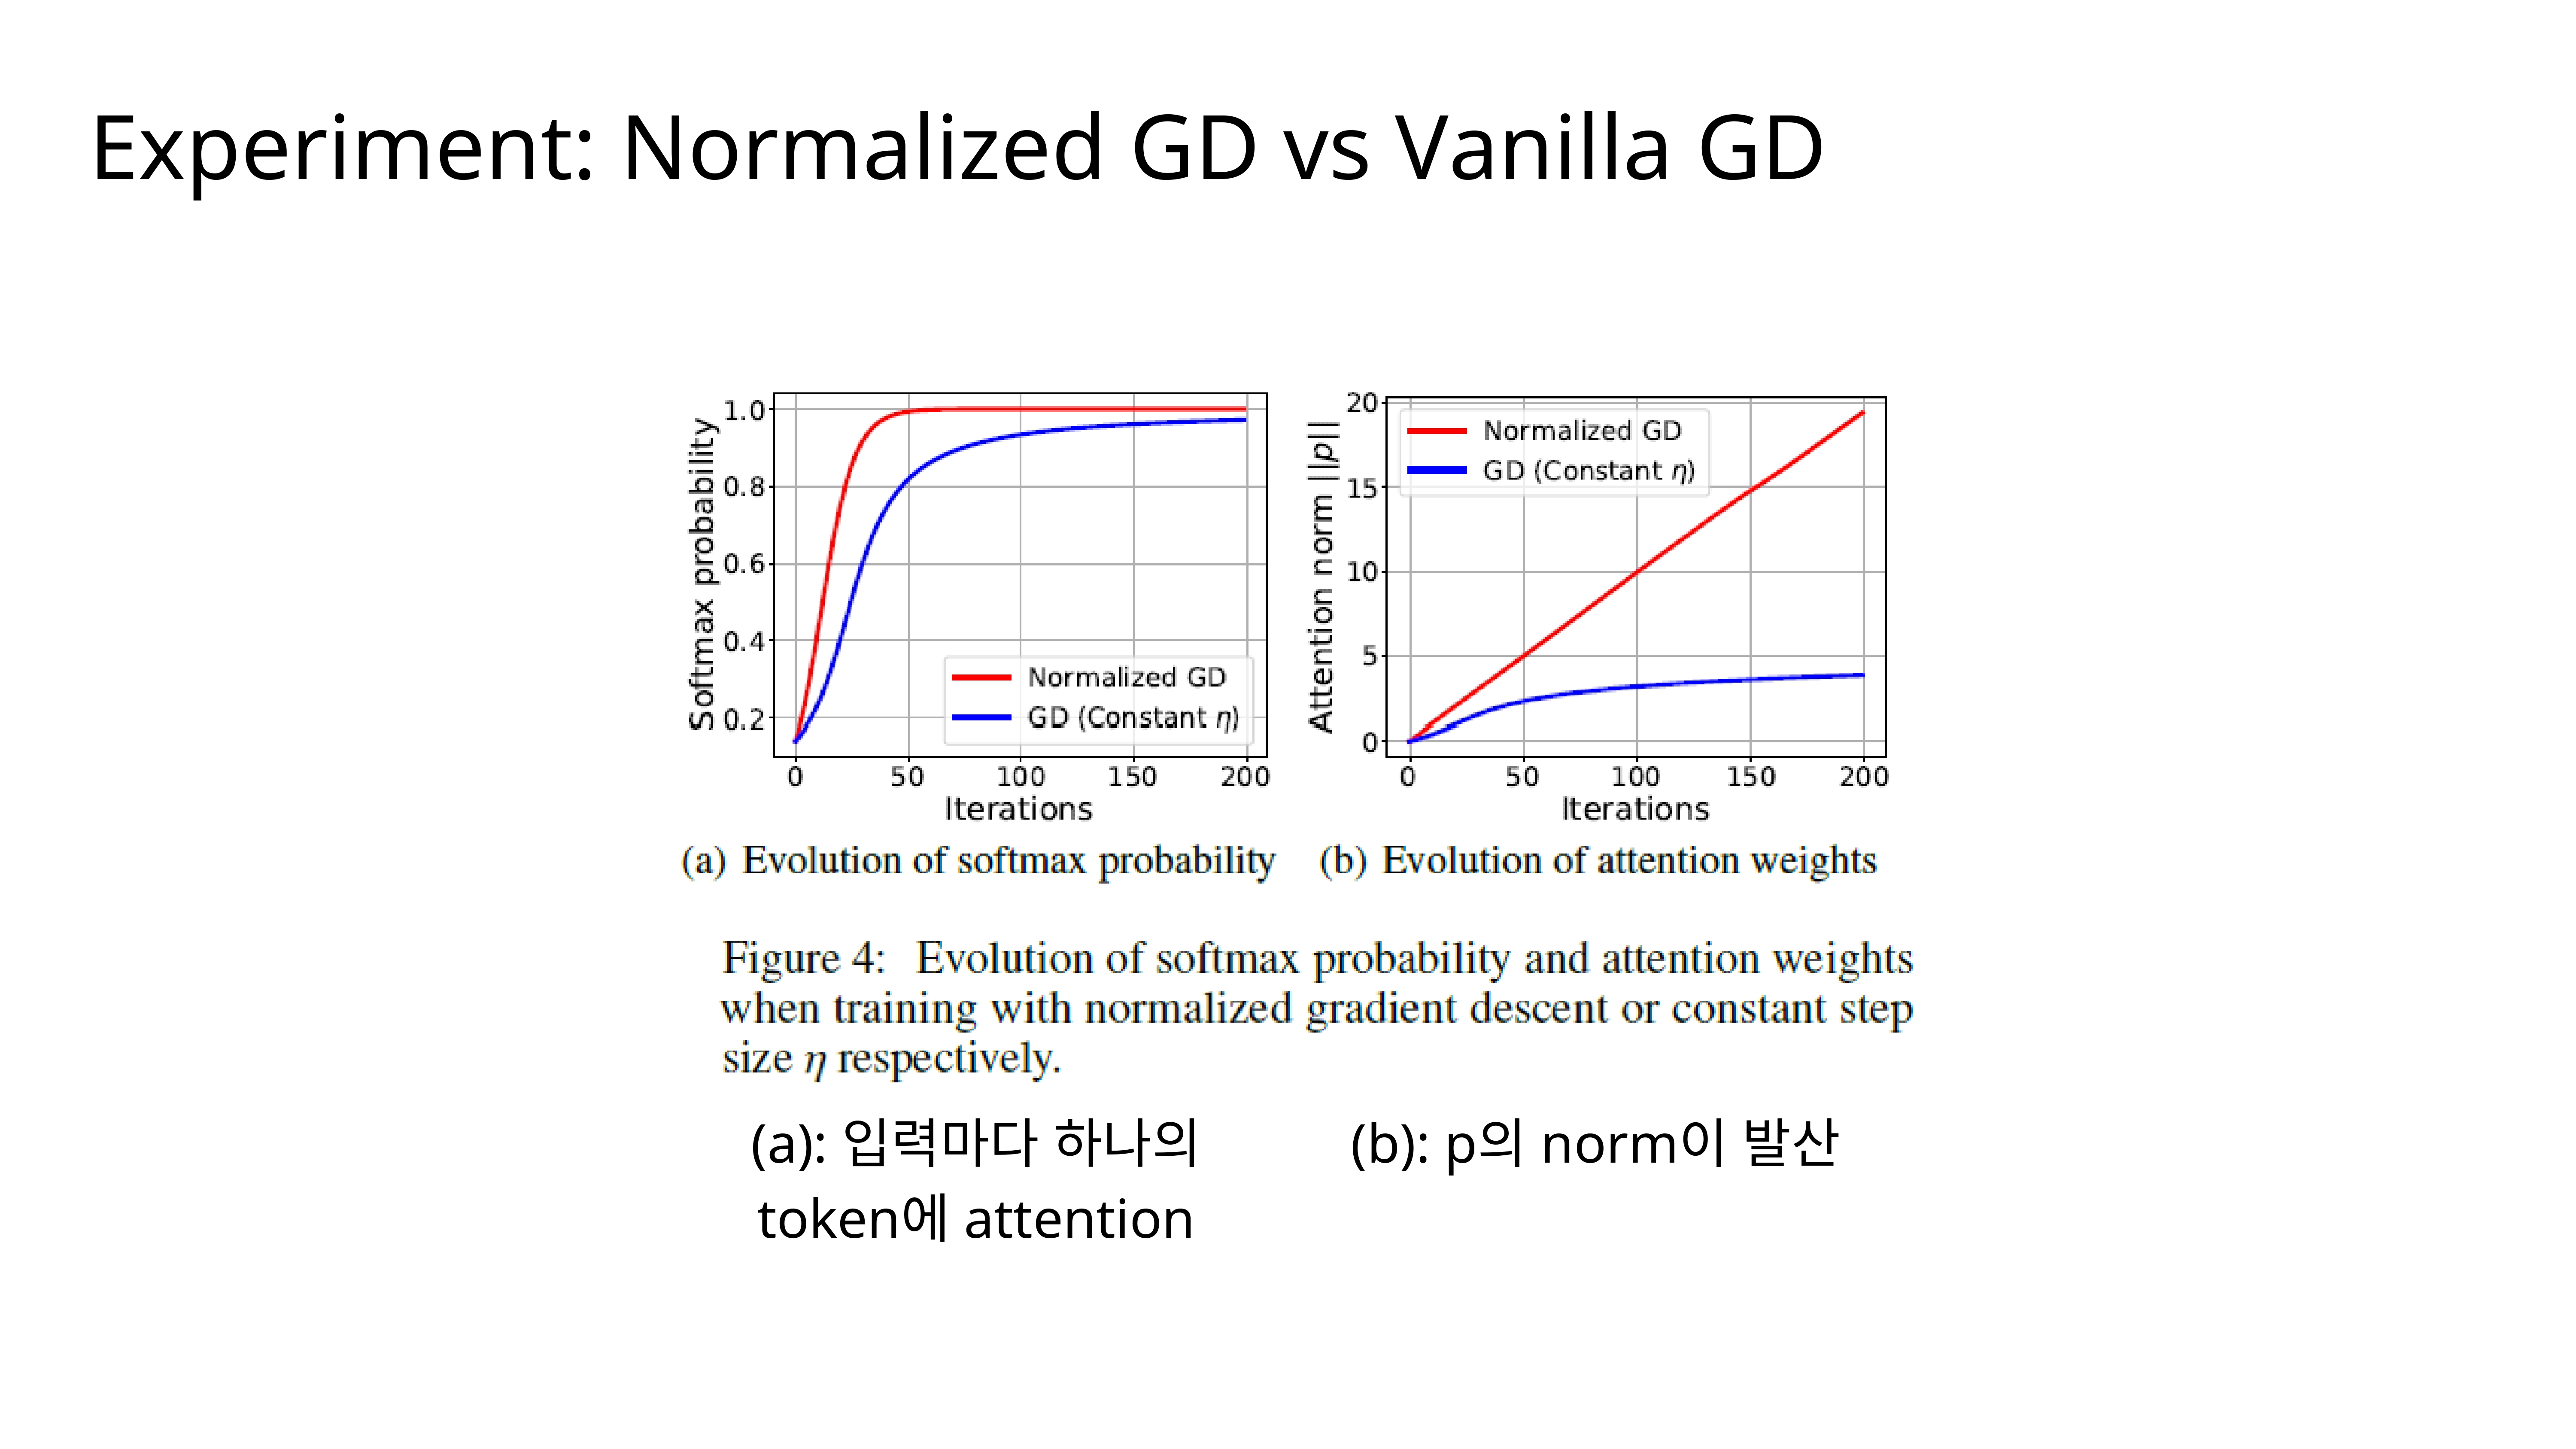 Experiment: Normalized GD vs Vanilla GD
Softmax probability
1.0
0.8
0.6
0.4
0.2
Normalized GD
GD (Constant η)
0 50 100 150 200
Iterations
(a) Evolution of softmax probability
Attention norm ||p||
20
15
10
5
0
Normalized GD
GD (Constant η)
0 50 100 150 200
Iterations
(b) Evolution of attention weights
Figure 4: Evolution of softmax probability and attention weights
when training with normalized gradient descent or constant step
size η respectively.
(a): 입력마다 하나의
token에 attention
(b): p의 norm이 발산